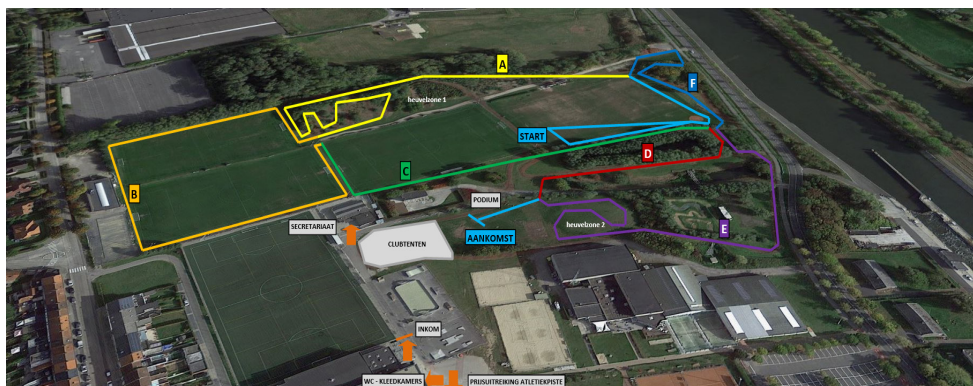 A
F
heuvelzone 1
START
D
C
B
PODIUM
SECRETARIAAT
AANKOMST
heuvelzone 2
E
CLUBTENTEN
INKOM
WC - KLEEDKAMERS
PRIJSUITREIKING ATLETIEKPISTE